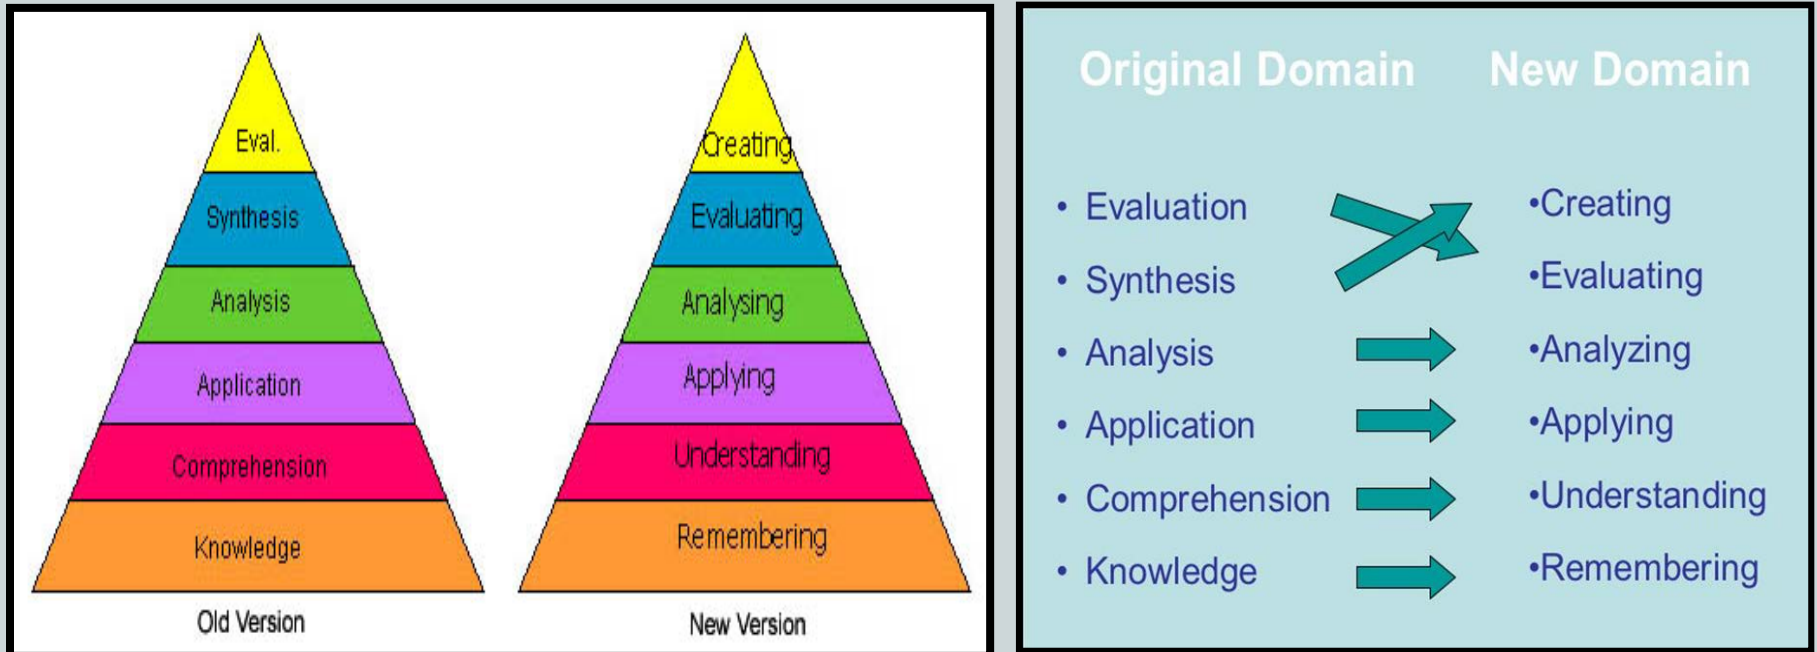 Eval.
Synthesis
Analysis
Application
Comprehension
Knowledge
Old Version
Creating
Evaluating
Analysing
Applying
Understanding
Remembering
New Version
Original Domain New Domain
• Evaluation •Creating
• Synthesis •Evaluating
• Analysis •Analyzing
• Application •Applying
• Comprehension •Understanding
• Knowledge •Remembering